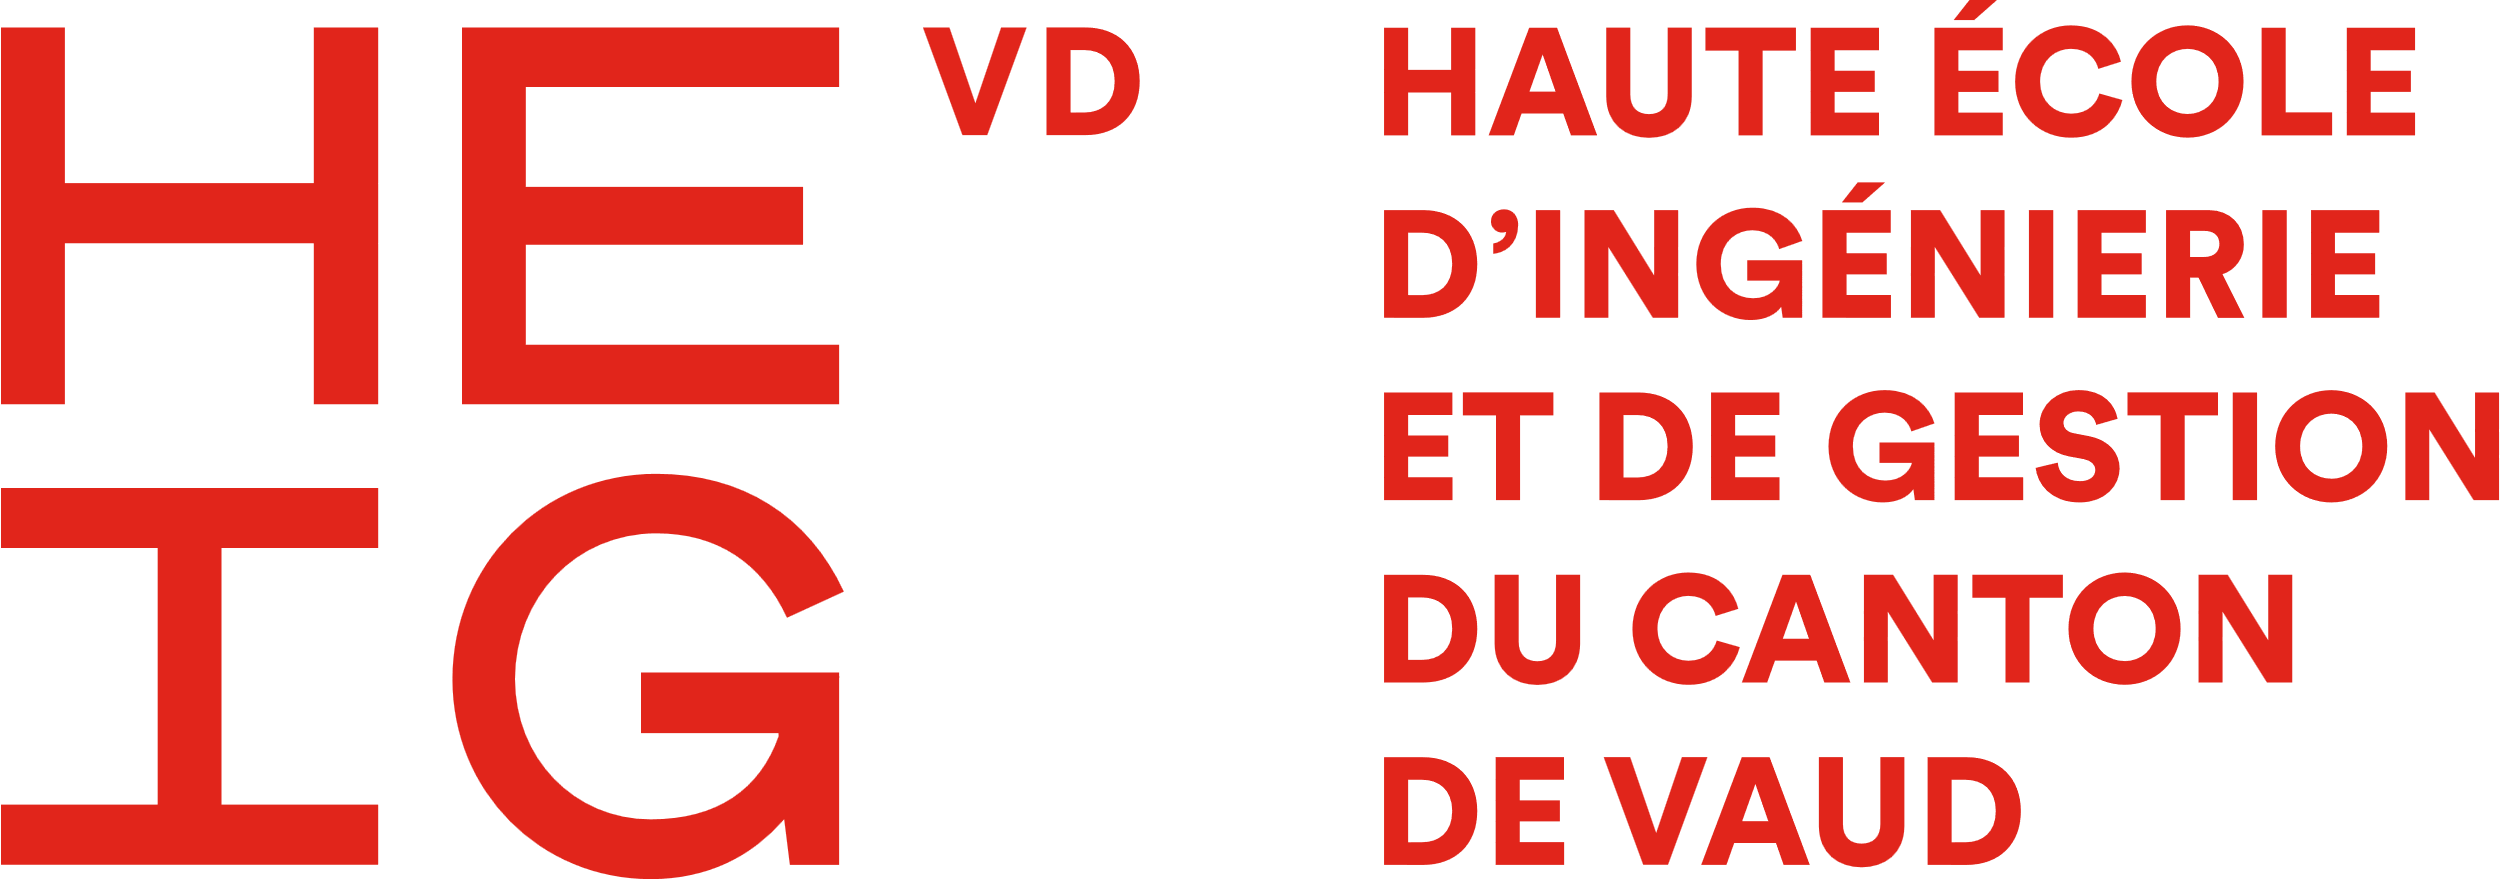 HE
IG
VD
HAUTE ÉCOLE
D’INGÉNIERIE
ET DE GESTION
DU CANTON
DE VAUD